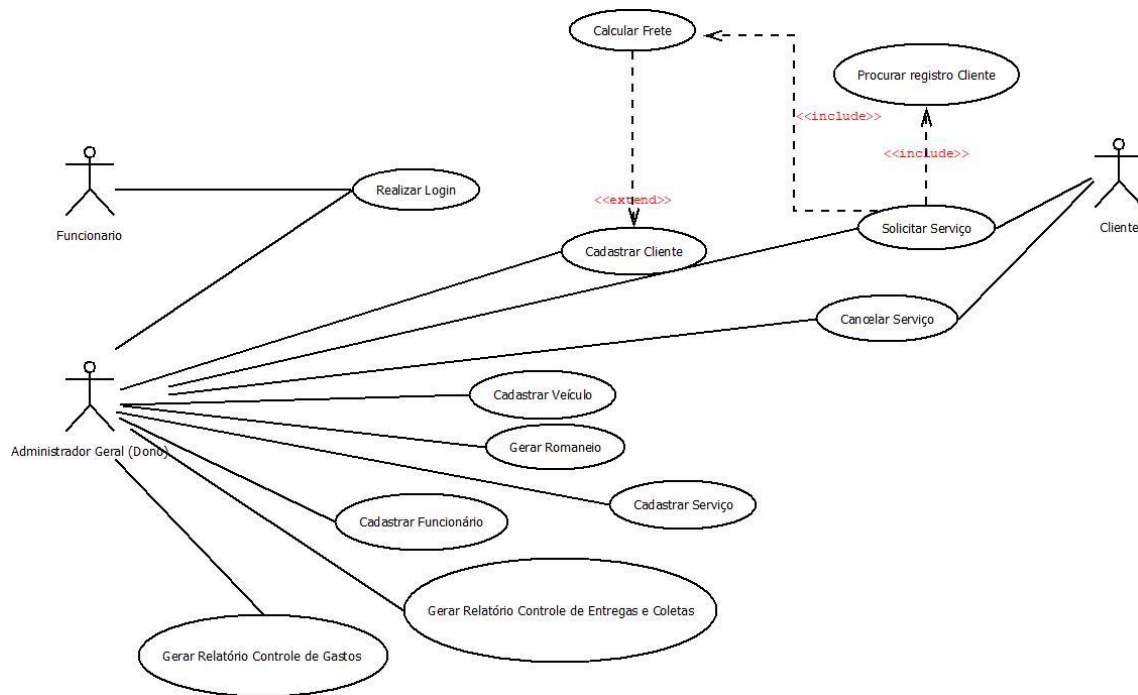 Calcular Frete
Procurar registro Cliente
<<include>>
<<include>>
Realizar Login
<<extend>>
Funcionario
Solicitar Serviço
Cliente
Cadastrar Cliente
Cancelar Serviço
Cadastrar Veículo
Administrador Geral (Dono)
Gerar Romaneio
Cadastrar Serviço
Cadastrar Funcionário
Gerar Relatório Controle de Entregas e Coletas
Gerar Relatório Controle de Gastos